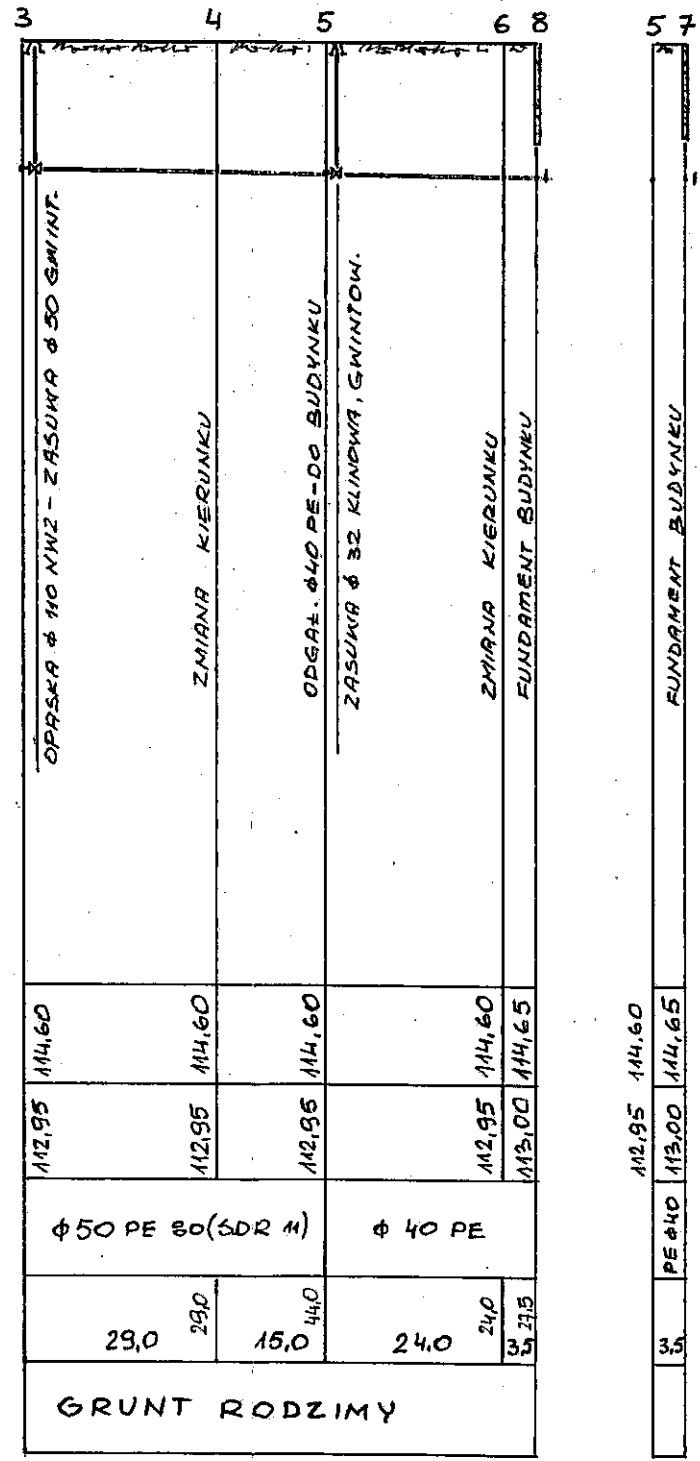 3 4 5 6 8 5 7
OPASKA φ 110 NWZ - ZASUWA φ 50 GWINT.
ZMIANA KIERUNKU
ODGAŁ. φ40 PE-DO BUDYNKU
ZASUWA φ 32 KLINOWA, GWINTOW.
ZMIANA KIERUNKU
FUNDAMENT BUDYNKU
FUNDAMENT BUDYNKU
114,60 114,60 114,60 114,60 114,65 114,60 114,65
112,95 112,95 112,95 112,95 113,00 112,95 113,00
φ 50 PE 80 (SDR 11) φ 40 PE PE φ40
29,0 29,0 15,0 44,0 24,0 24,0 3,5 27,5 3,5
GRUNT RODZIMY